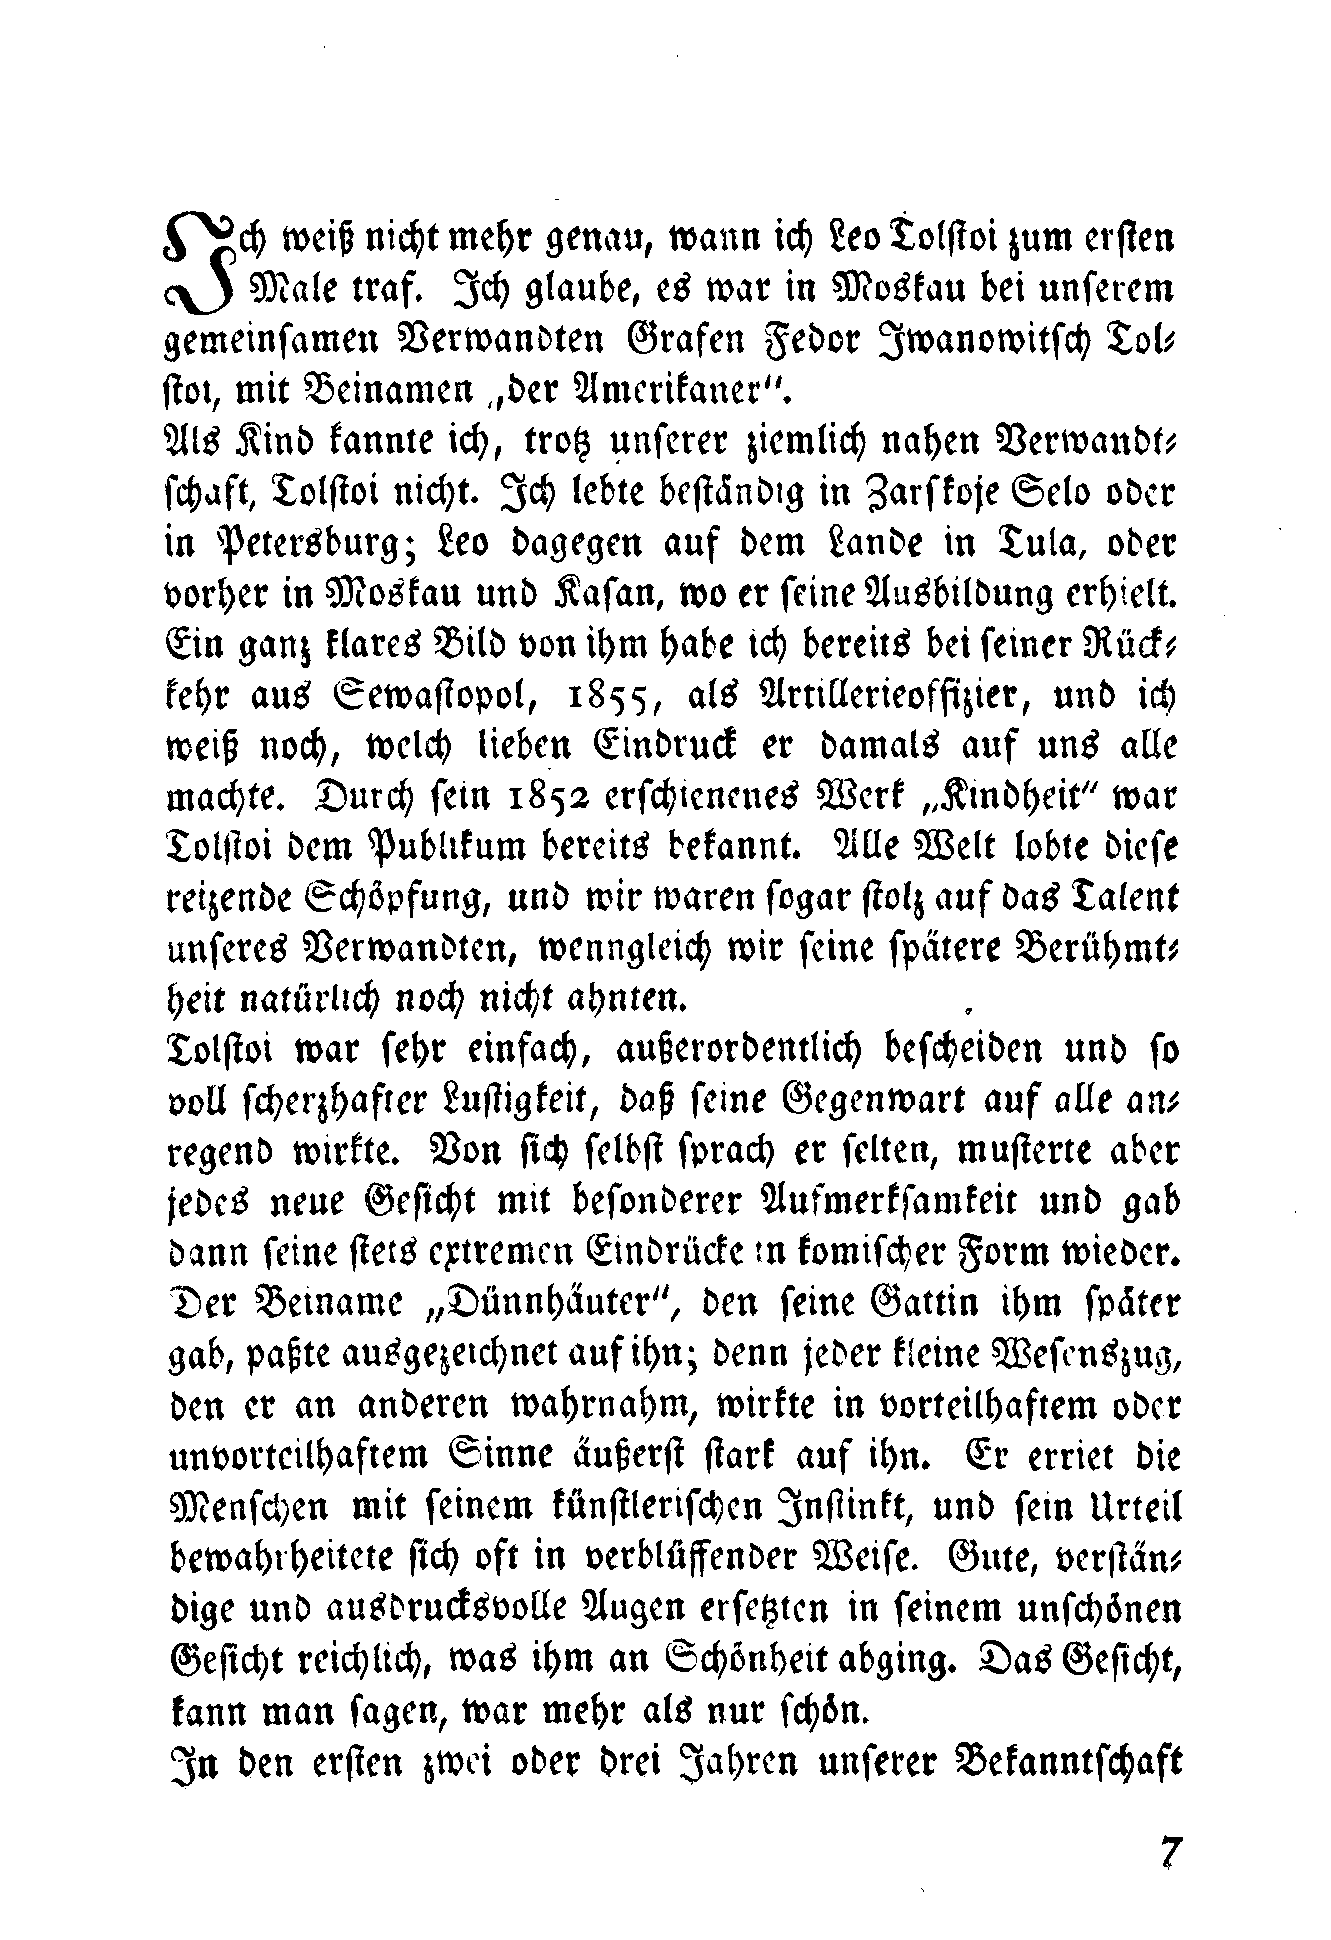 Ich weiß nicht mehr genau, wann ich Leo Tolstoi zum ersten
Male traf. Ich glaube, es war in Moskau bei unserem
gemeinsamen Verwandten Grafen Fedor Iwanowitsch Tol-
stoi, mit Beinamen „der Amerikaner“.
Als Kind kannte ich, trotz unserer ziemlich nahen Verwandt-
schaft, Tolstoi nicht. Ich lebte beständig in Zarskoje Selo oder
in Petersburg; Leo dagegen auf dem Lande in Tula, oder
vorher in Moskau und Kasan, wo er seine Ausbildung erhielt.
Ein ganz klares Bild von ihm habe ich bereits bei seiner Rück-
kehr aus Sewastopol, 1855, als Artillerieoffizier, und ich
weiß noch, welch lieben Eindruck er damals auf uns alle
machte. Durch sein 1852 erschienenes Werk „Kindheit“ war
Tolstoi dem Publikum bereits bekannt. Alle Welt lobte diese
reizende Schöpfung, und wir waren sogar stolz auf das Talent
unseres Verwandten, wenngleich wir seine spätere Berühmt-
heit natürlich noch nicht ahnten.
Tolstoi war sehr einfach, außerordentlich bescheiden und so
voll scherzhafter Lustigkeit, daß seine Gegenwart auf alle an-
regend wirkte. Von sich selbst sprach er selten, musterte aber
jedes neue Gesicht mit besonderer Aufmerksamkeit und gab
dann seine stets extremen Eindrücke in komischer Form wieder.
Der Beiname „Dünnhäuter“, den seine Gattin ihm später
gab, paßte ausgezeichnet auf ihn; denn jeder kleine Wesenszug,
den er an anderen wahrnahm, wirkte in vorteilhaftem oder
unvorteilhaftem Sinne äußerst stark auf ihn. Er erriet die
Menschen mit seinem künstlerischen Instinkt, und sein Urteil
bewahrheitete sich oft in verblüffender Weise. Gute, verstän-
dige und ausdrucksvolle Augen ersetzten in seinem unschönen
Gesicht reichlich, was ihm an Schönheit abging. Das Gesicht,
kann man sagen, war mehr als nur schön.
In den ersten zwei oder drei Jahren unserer Bekanntschaft
7